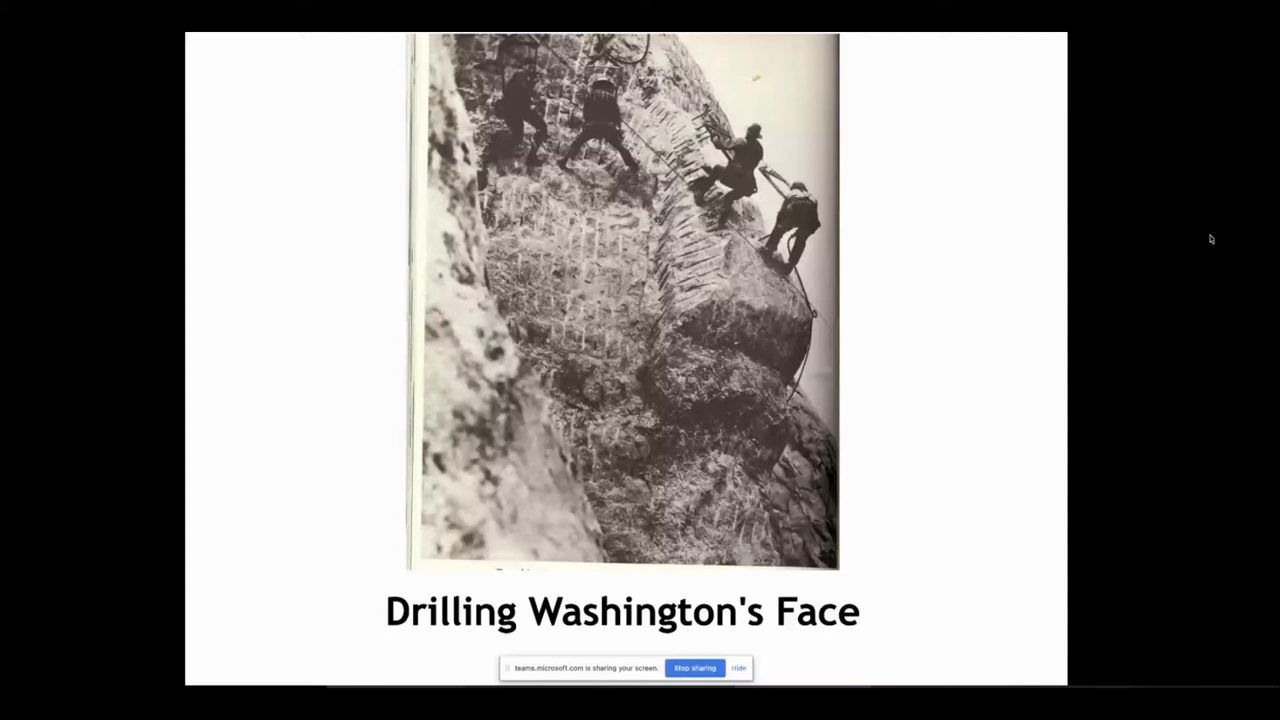 Drilling Washington's Face
teams.microsoft.com is sharing your screen. Stop sharing Hide